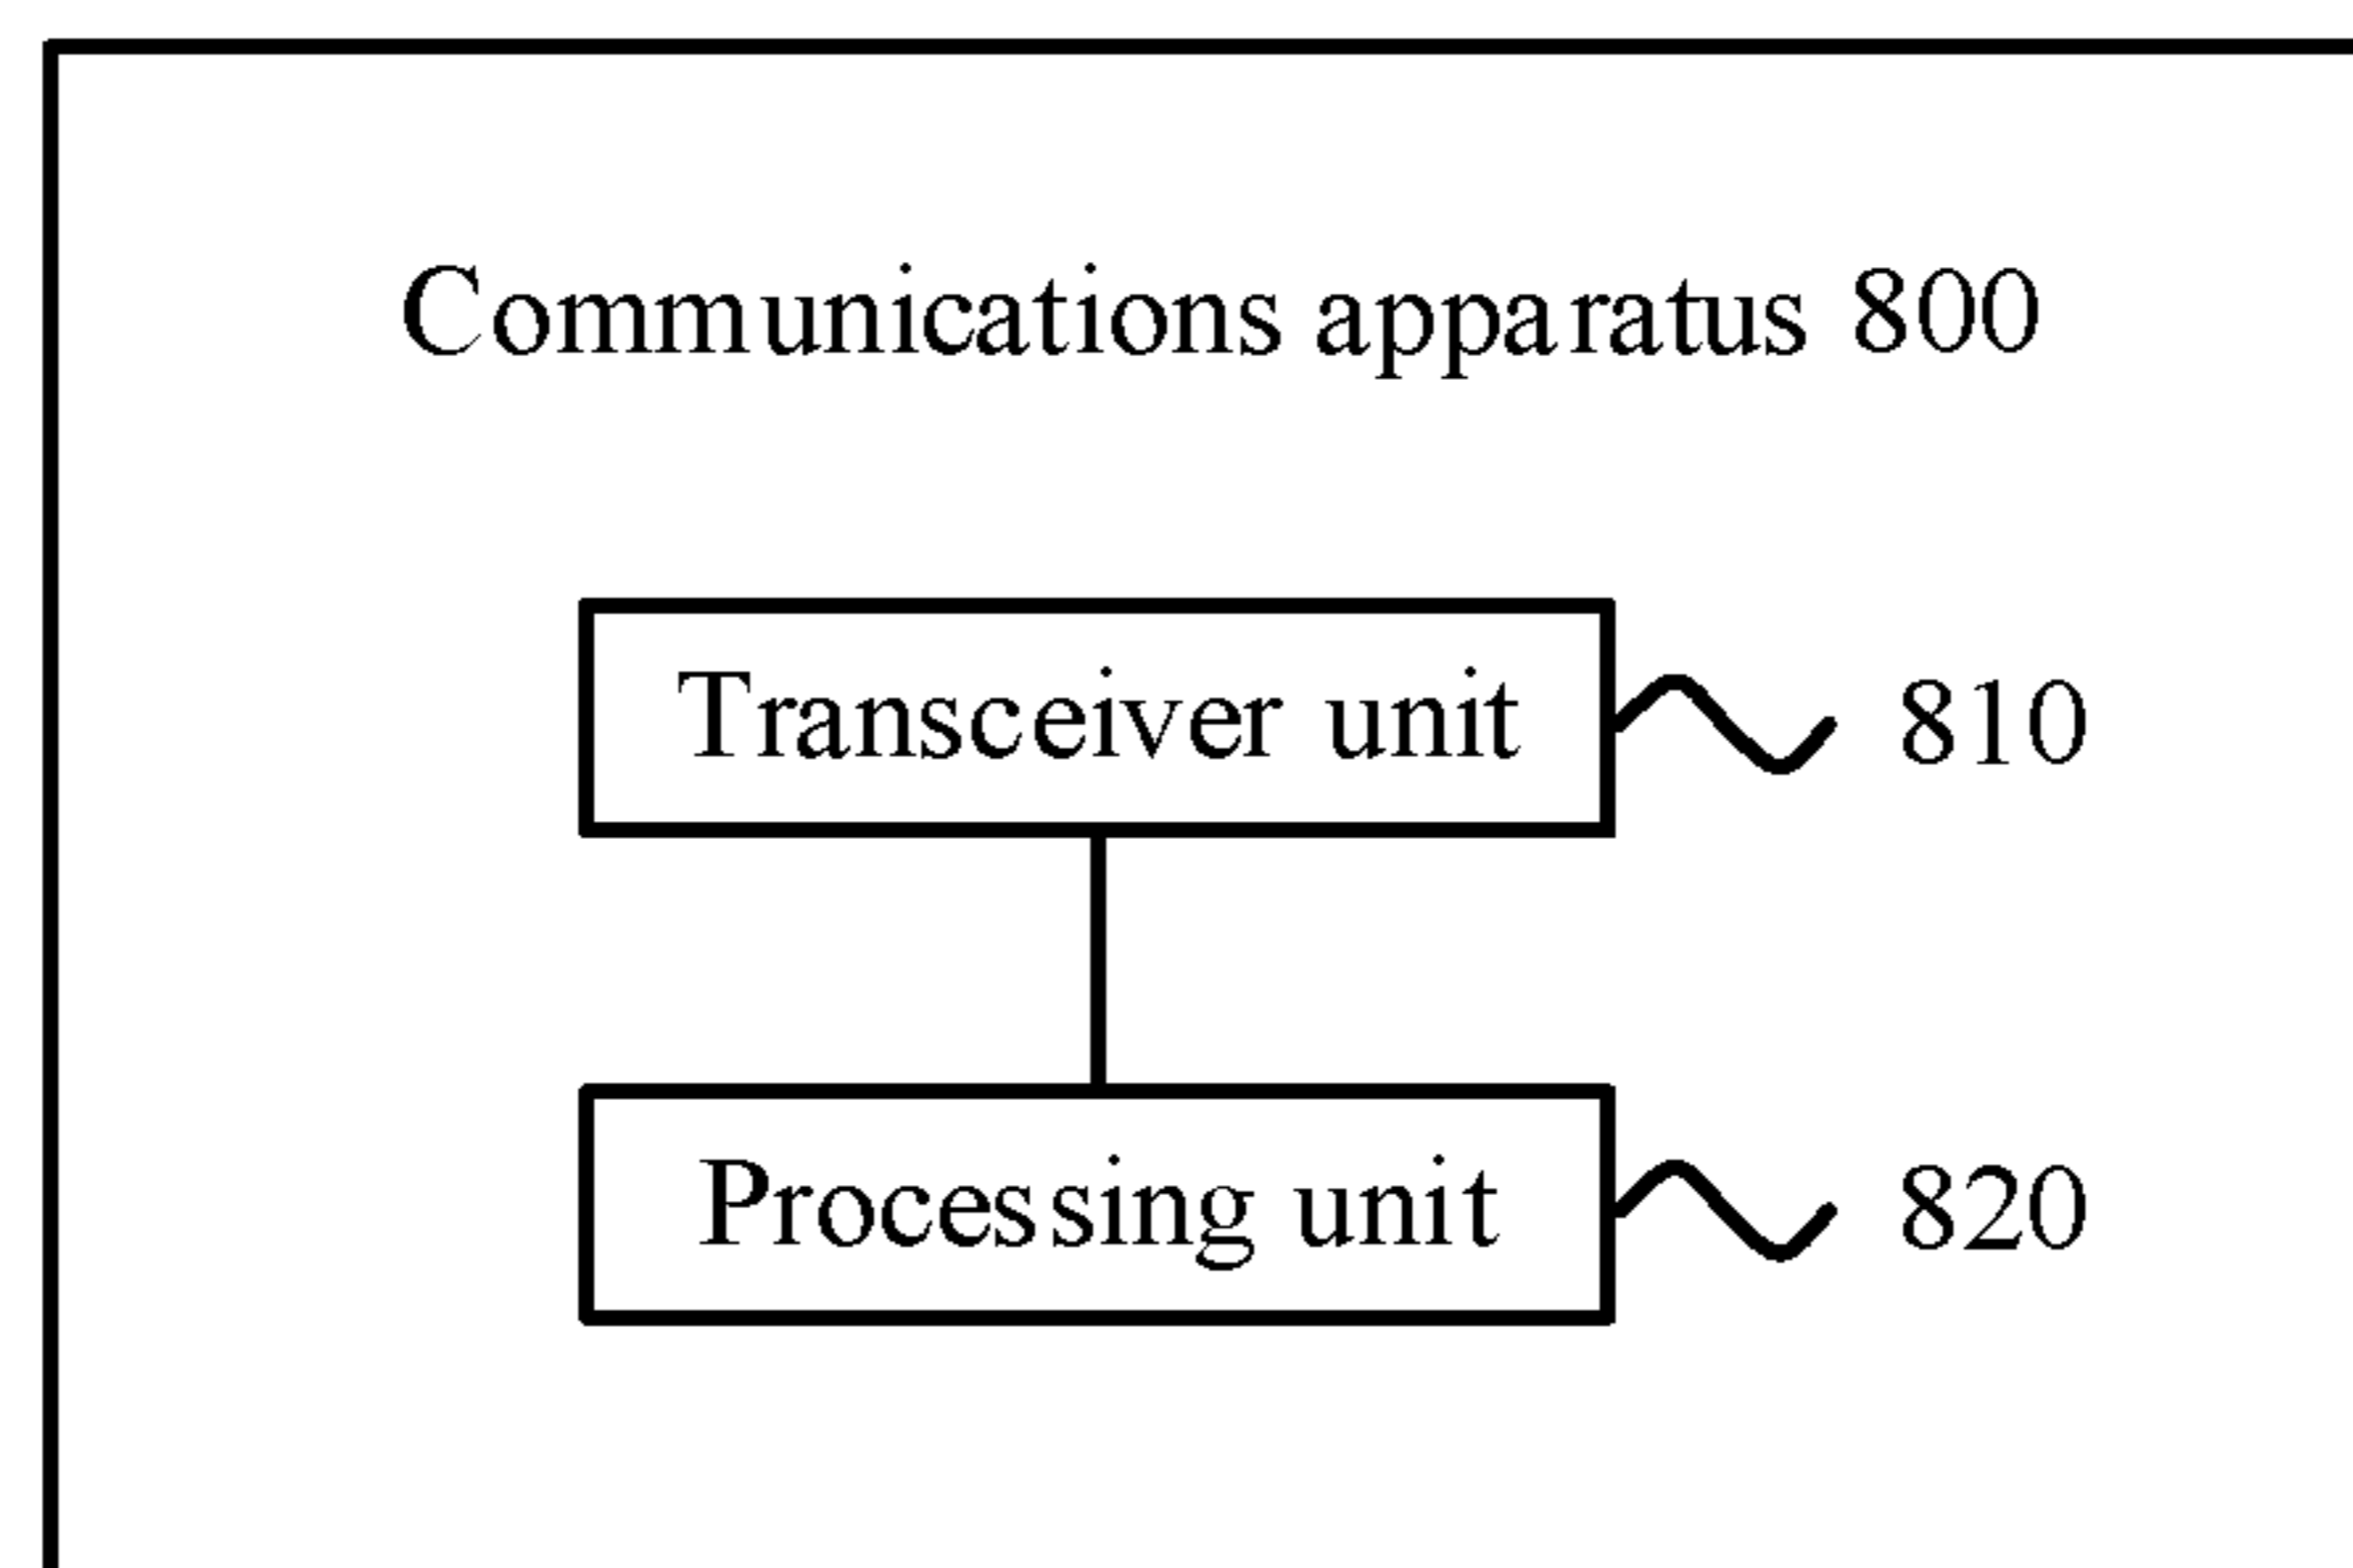 Communications apparatus 800
Transceiver unit 810
Processing unit 820